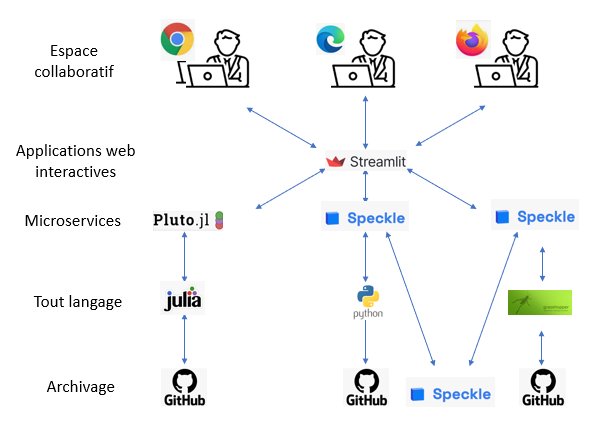 Espace
collaboratif
Applications web
interactives
Streamlit
Microservices
Pluto.jl
Speckle
Speckle
Tout langage
julia
python
grasshopper
Archivage
GitHub
GitHub
Speckle
GitHub